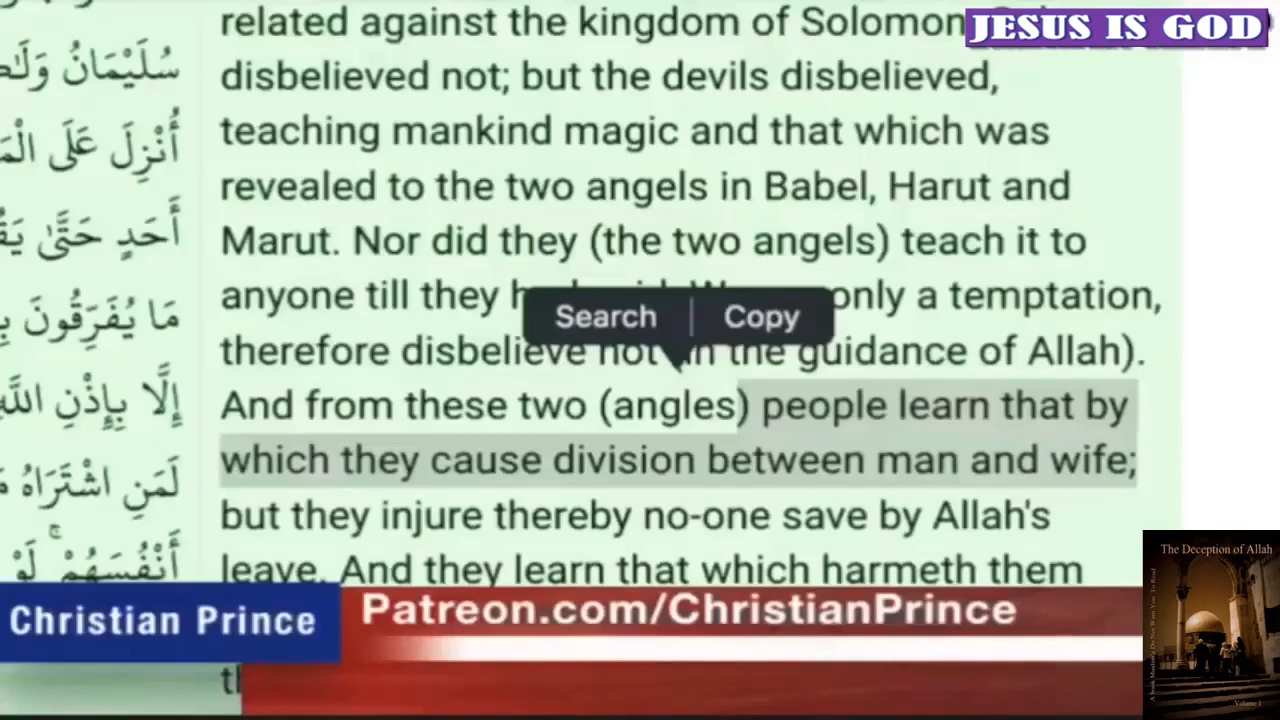 related against the kingdom of Solomon.
JESUS IS GOD
disbelieved not; but the devils disbelieved,
teaching mankind magic and that which was
revealed to the two angels in Babel, Harut and
Marut. Nor did they (the two angels) teach it to
anyone till they only a temptation,
Search
Copy
therefore disbelieve not in the guidance of Allah).
And from these two (angles) people learn that by
which they cause division between man and wife;
but they injure thereby no-one save by Allah's
leave. And they learn that which harmeth them
سُلَيْمَانُ
أُنْزِلَ عَلَى
أَحَدٍ حَتَّىٰ
مَا يُفَرِّقُونَ
إِلَّا بِإِذْنِ اللَّهِ
لَمَنِ اشْتَرَاهُ
أَنْفُسَهُمْ ۚ لَوْ
Christian Prince
Patreon.com/ChristianPrince
The Deception of Allah
Volume 1